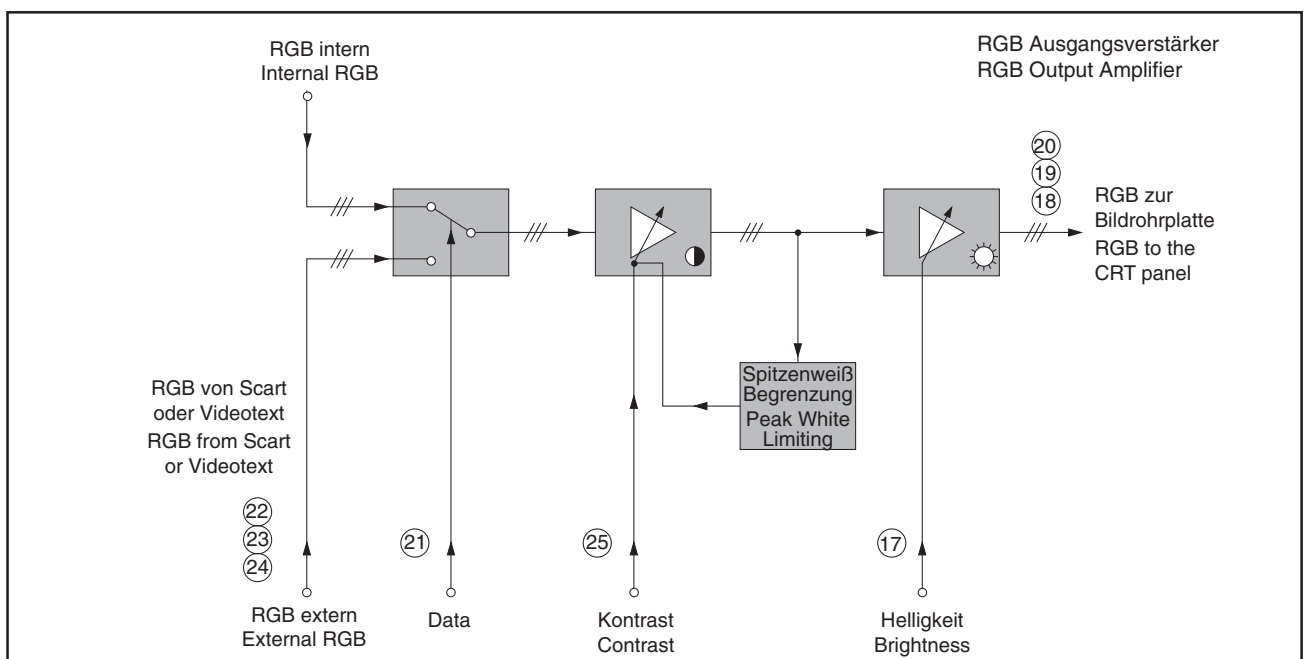 RGB intern
Internal RGB
RGB Ausgangsverstärker
RGB Output Amplifier
20
19
18
RGB zur
Bildrohrplatte
RGB to the
CRT panel
Spitzenweiß
Begrenzung
Peak White
Limiting
RGB von Scart
oder Videotext
RGB from Scart
or Videotext
22
23
24
21
25
17
RGB extern
External RGB
Data
Kontrast
Contrast
Helligkeit
Brightness